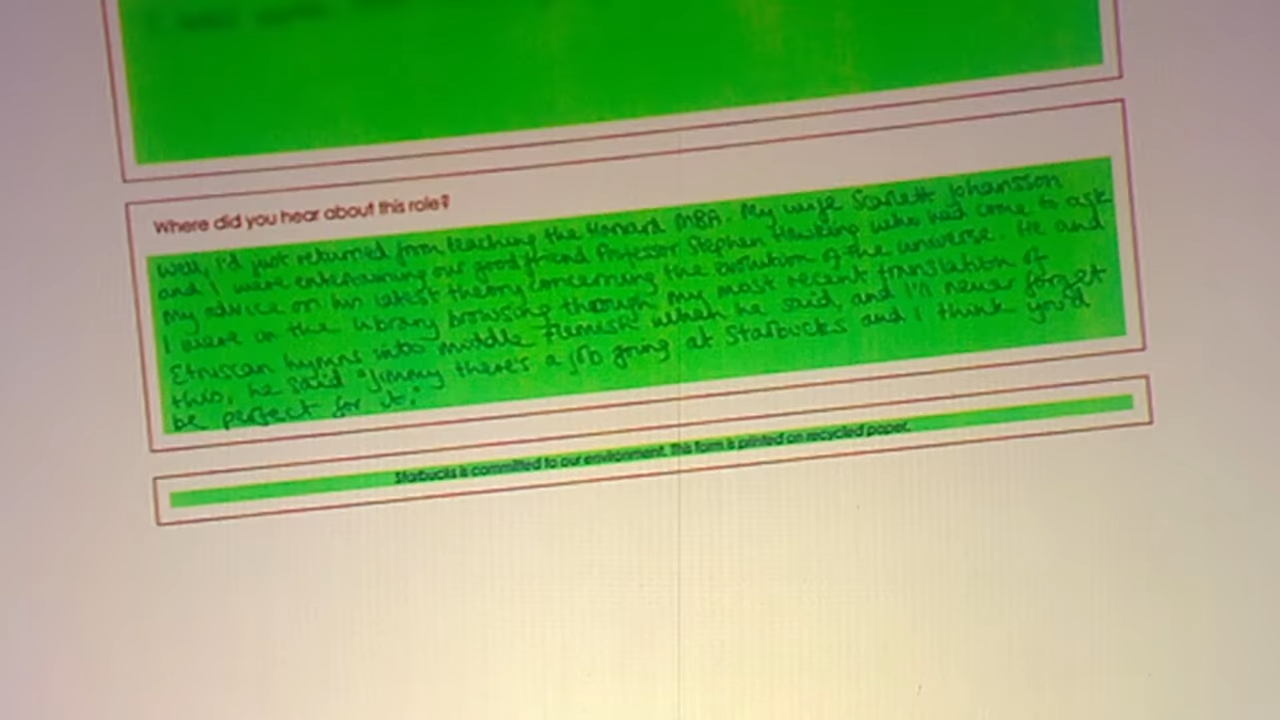 Where did you hear about this role?
Well, I'd just returned from teaching the Harvard MBA. My wife Scarlett Johansson
and I were entertaining our good friend Professor Stephen Hawking who had come to ask
my advice on his latest theory concerning the evolution of the universe. He and
I were in the library browsing through my most recent translation of
Etruscan hymns into middle Flemish when he said, and I'll never forget
this, he said "Jimmy there's a job going at Starbucks and I think you'd
be perfect for it."
Starbucks is committed to our environment. This form is printed on recycled paper.